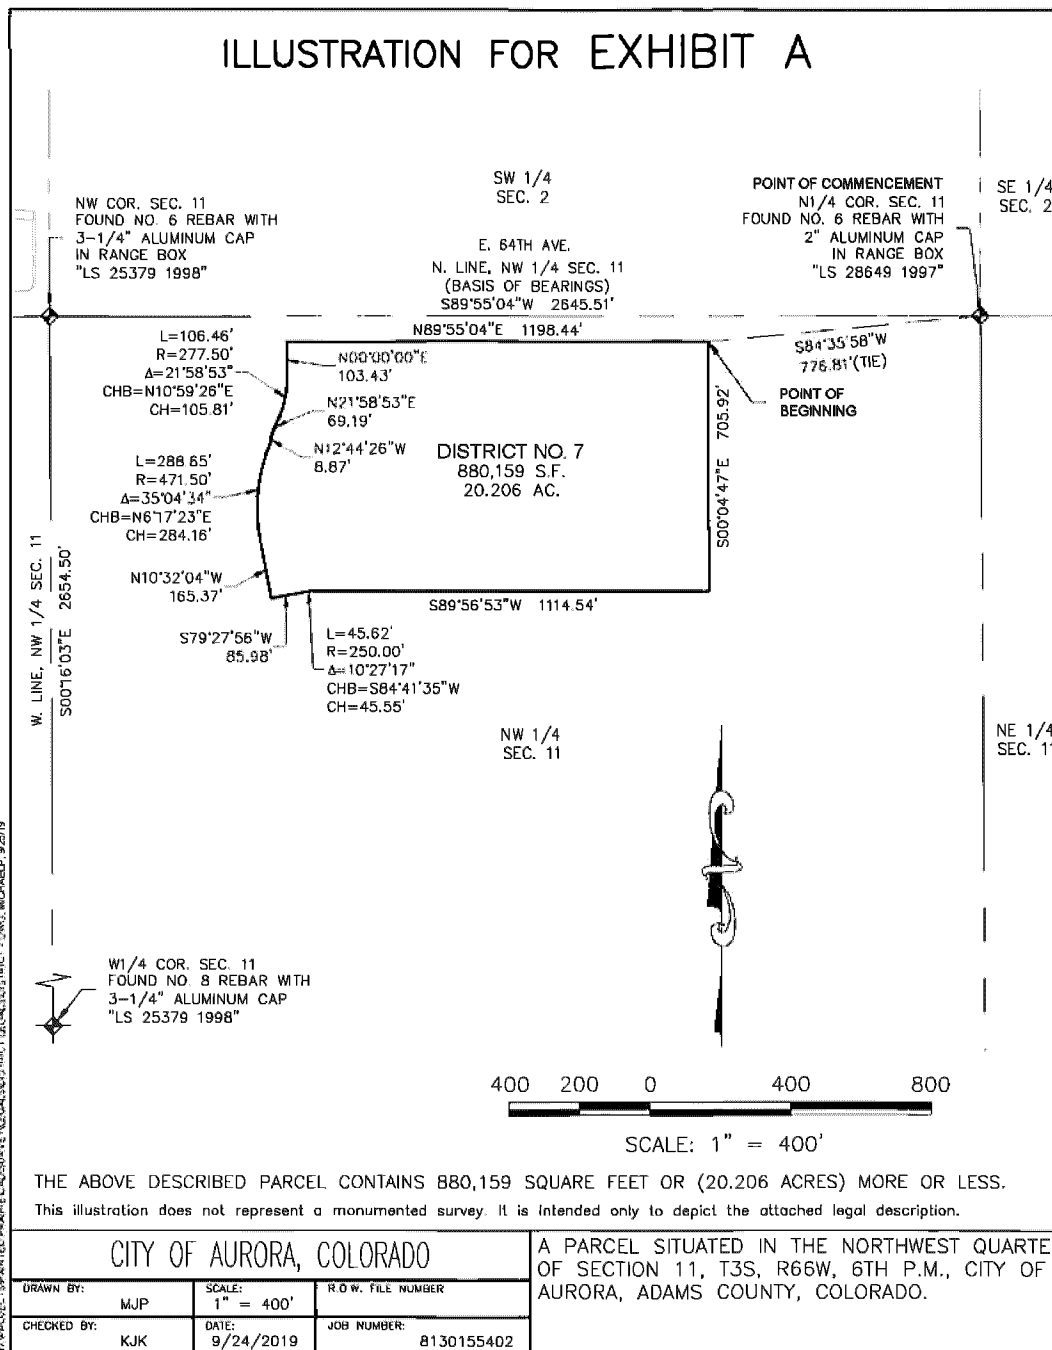 ILLUSTRATION FOR EXHIBIT A
SW 1/4
SEC. 2
SE 1/4
SEC. 2
NW COR. SEC. 11
FOUND NO. 6 REBAR WITH
3-1/4" ALUMINUM CAP
IN RANGE BOX
"LS 25379 1998"
E. 64TH AVE.
N. LINE, NW 1/4 SEC. 11
(BASIS OF BEARINGS)
S89°55'04"W 2645.51'
POINT OF COMMENCEMENT
N1/4 COR. SEC. 11
FOUND NO. 6 REBAR WITH
2" ALUMINUM CAP
IN RANGE BOX
"LS 28649 1997"
N89°55'04"E 1198.44'
S84°35'58"W
776.81'(TIE)
L=106.46'
R=277.50'
Δ=21°58'53"
CHB=N10°59'26"E
CH=105.81'
N00°00'00"E
103.43'
N21°58'53"E
69.19'
N12°44'26"W
8.87'
POINT OF
BEGINNING
DISTRICT NO. 7
880,159 S.F.
20.206 AC.
S00°04'47"E 705.92'
L=288.65'
R=471.50'
Δ=35°04'34"
CHB=N6°17'23"E
CH=284.16'
N10°32'04"W
165.37'
S79°27'56"W
85.98'
S89°56'53"W 1114.54'
L=45.62'
R=250.00'
Δ=10°27'17"
CHB=S84°41'35"W
CH=45.55'
W. LINE, NW 1/4 SEC. 11
S00°16'03"E 2654.50'
NW 1/4
SEC. 11
NE 1/4
SEC. 11
W1/4 COR. SEC. 11
FOUND NO. 8 REBAR WITH
3-1/4" ALUMINUM CAP
"LS 25379 1998"
400 200 0 400 800
SCALE: 1" = 400'
THE ABOVE DESCRIBED PARCEL CONTAINS 880,159 SQUARE FEET OR (20.206 ACRES) MORE OR LESS.
This illustration does not represent a monumented survey. It is intended only to depict the attached legal description.
CITY OF AURORA, COLORADO
DRAWN BY:
MJP
SCALE:
1" = 400'
R.O.W. FILE NUMBER
CHECKED BY:
KJK
DATE:
9/24/2019
JOB NUMBER:
8130155402
A PARCEL SITUATED IN THE NORTHWEST QUARTE
OF SECTION 11, T3S, R66W, 6TH P.M., CITY OF
AURORA, ADAMS COUNTY, COLORADO.